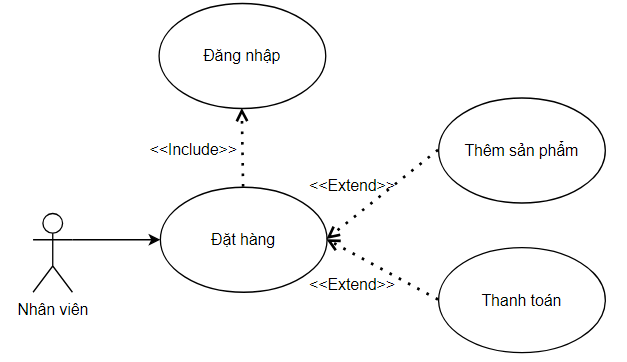 Đăng nhập
<<Include>>
Thêm sản phẩm
<<Extend>>
Đặt hàng
<<Extend>>
Thanh toán
Nhân viên